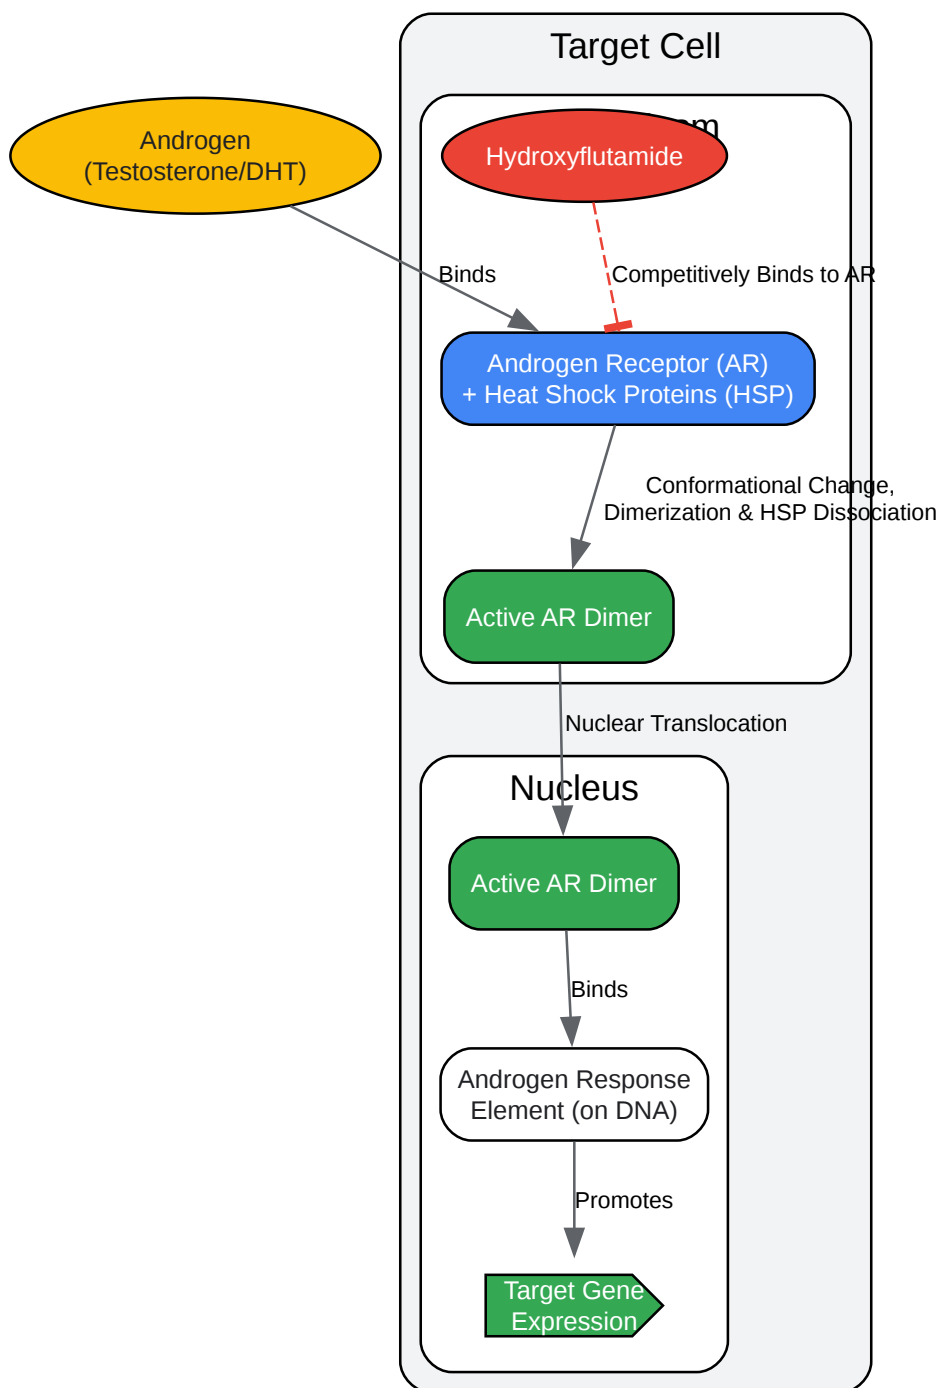 Target Cell
Androgen
(Testosterone/DHT)
Hydroxyflutamide
Binds
Competitively Binds to AR
Androgen Receptor (AR)
+ Heat Shock Proteins (HSP)
Conformational Change,
Dimerization & HSP Dissociation
Active AR Dimer
Nuclear Translocation
Nucleus
Active AR Dimer
Binds
Androgen Response
Element (on DNA)
Promotes
Target Gene
Expression